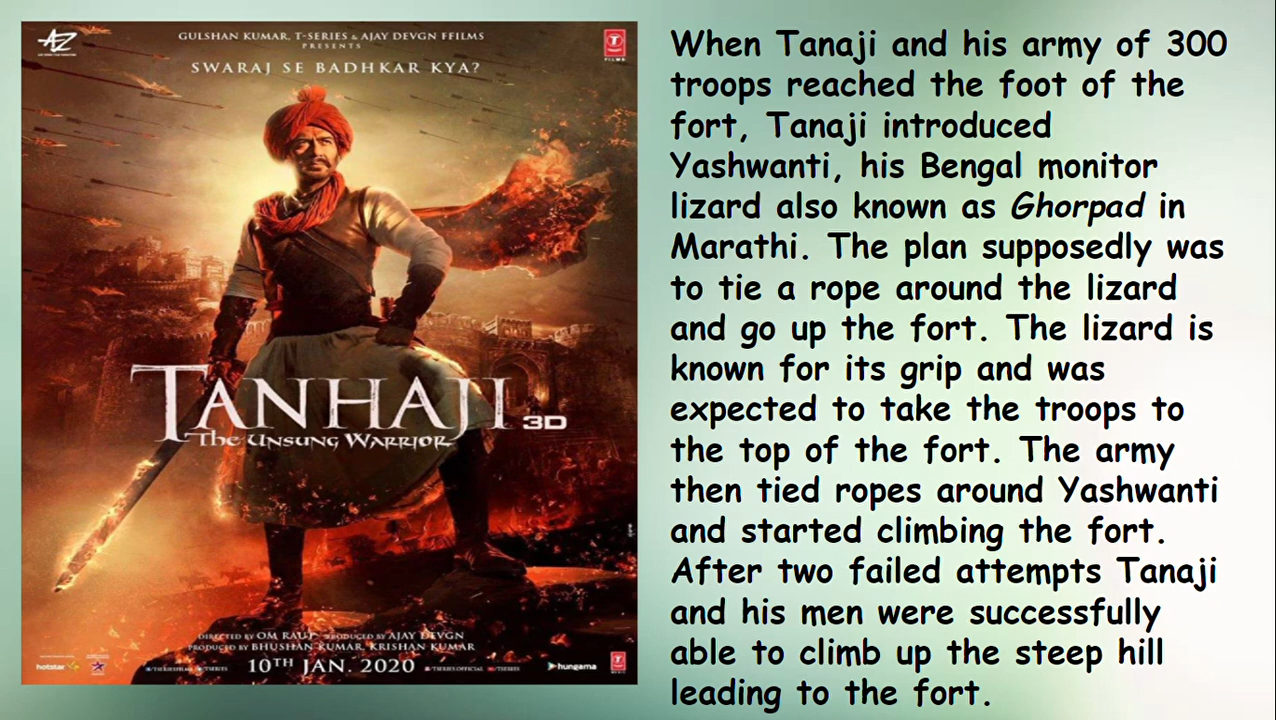 GULSHAN KUMAR, T-SERIES & AJAY DEVGN FFILMS
PRESENTS
SWARAJ SE BADHKAR KYA?
TANHAJI 3D
The Unsung Warrior
DIRECTED BY OM RAUT PRODUCED BY AJAY DEVGN
PRODUCED BY BHUSHAN KUMAR, KRISHAN KUMAR
hotstar
10TH JAN. 2020
hungama
When Tanaji and his army of 300
troops reached the foot of the
fort, Tanaji introduced
Yashwanti, his Bengal monitor
lizard also known as Ghorpad in
Marathi. The plan supposedly was
to tie a rope around the lizard
and go up the fort. The lizard is
known for its grip and was
expected to take the troops to
the top of the fort. The army
then tied ropes around Yashwanti
and started climbing the fort.
After two failed attempts Tanaji
and his men were successfully
able to climb up the steep hill
leading to the fort.